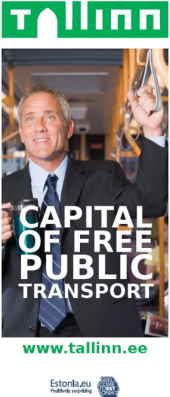 Tallinn
CAPITAL
OF FREE
PUBLIC
TRANSPORT
www.tallinn.ee
Estonia.eu
Positively surprising